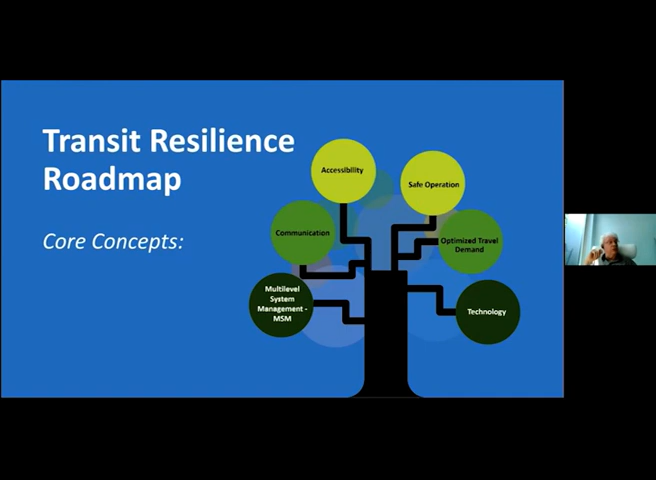 Transit Resilience
Roadmap
Core Concepts:
Accessibility
Safe Operation
Communication
Optimized Travel
Demand
Multilevel
System
Management -
MSM
Technology